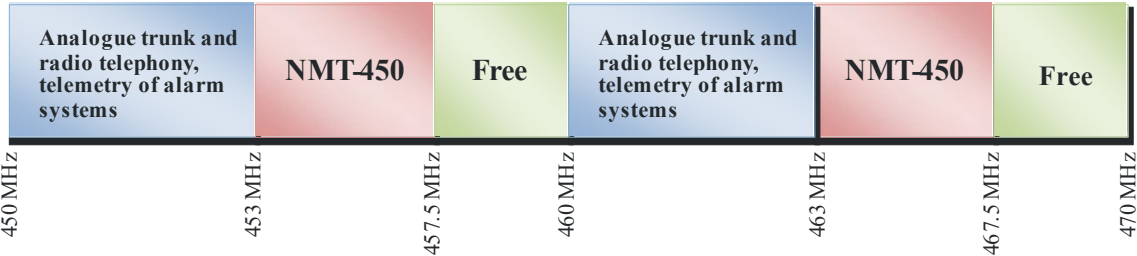 Analogue trunk and
radio telephony,
telemetry of alarm
systems
NMT-450
Free
Analogue trunk and
radio telephony,
telemetry of alarm
systems
NMT-450
Free
450 MHz
453 MHz
457.5 MHz
460 MHz
463 MHz
467.5 MHz
470 MHz